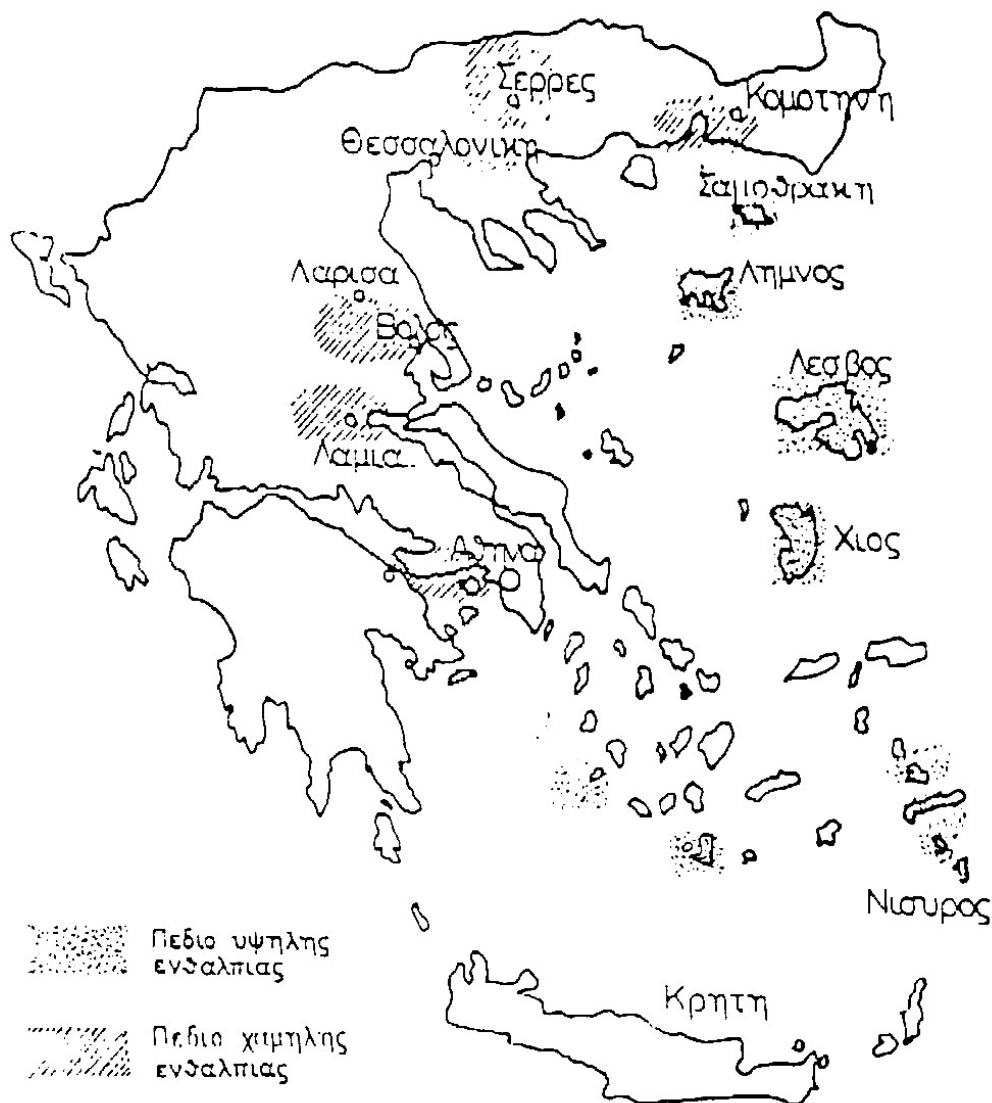 Σερρες
Κομοτηνη
Θεσσαλονικη
Σαμοθρακη
Λημνος
Λαρισα
Βολος
Λεσβος
Λαμια
Χιος
Αθηνα
Νισυρος
Πεδιο υψηλης
ενθαλπιας
Κρητη
Πεδιο χαμηλης
ενθαλπιας